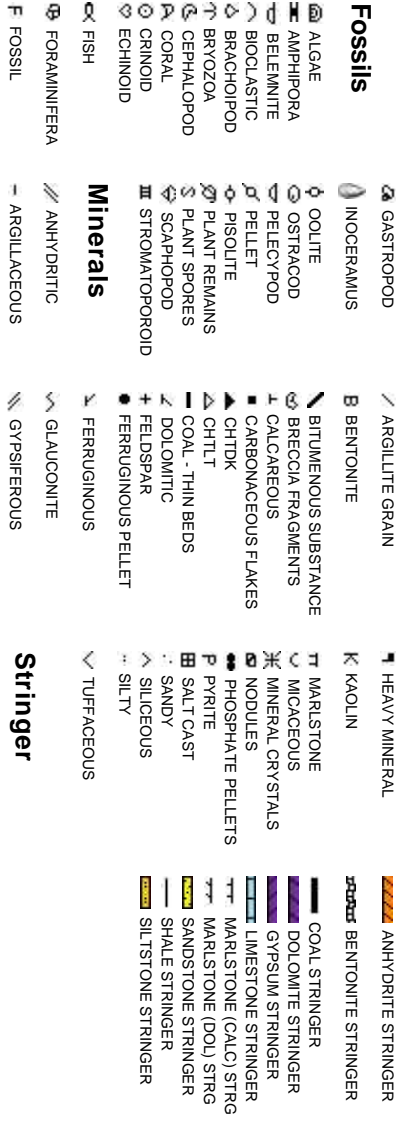 Fossils
ALGAE
AMPHIPORA
BELEMNITE
BIOCLASTIC
BRACHOIPOD
BRYOZOA
CEPHALOPOD
CORAL
CRINOID
ECHINOID
FISH
FORAMINIFERA
F FOSSIL
GASTROPOD
INOCERAMUS
OOLITE
OSTRACOD
PELECYPOD
PELLET
PISOLITE
PLANT REMAINS
PLANT SPORES
SCAPHOPOD
STROMATOPOROID
Minerals
ANHYDRITIC
ARGILLACEOUS
ARGILLITE GRAIN
B BENTONITE
BITUMENOUS SUBSTANCE
BRECCIA FRAGMENTS
CALCAREOUS
CARBONACEOUS FLAKES
CHTDK
CHTLT
COAL - THIN BEDS
DOLOMITIC
FELDSPAR
FERRUGINOUS PELLET
FERRUGINOUS
GLAUCONITE
GYPSIFEROUS
HEAVY MINERAL
K KAOLIN
MARLSTONE
MICACEOUS
MINERAL CRYSTALS
NODULES
PHOSPHATE PELLETS
P PYRITE
SALT CAST
SANDY
SILICEOUS
SILTY
TUFFACEOUS
Stringer
ANHYDRITE STRINGER
BENTONITE STRINGER
COAL STRINGER
DOLOMITE STRINGER
GYPSUM STRINGER
LIMESTONE STRINGER
MARLSTONE (CALC) STRG
MARLSTONE (DOL) STRG
SANDSTONE STRINGER
SHALE STRINGER
SILTSTONE STRINGER